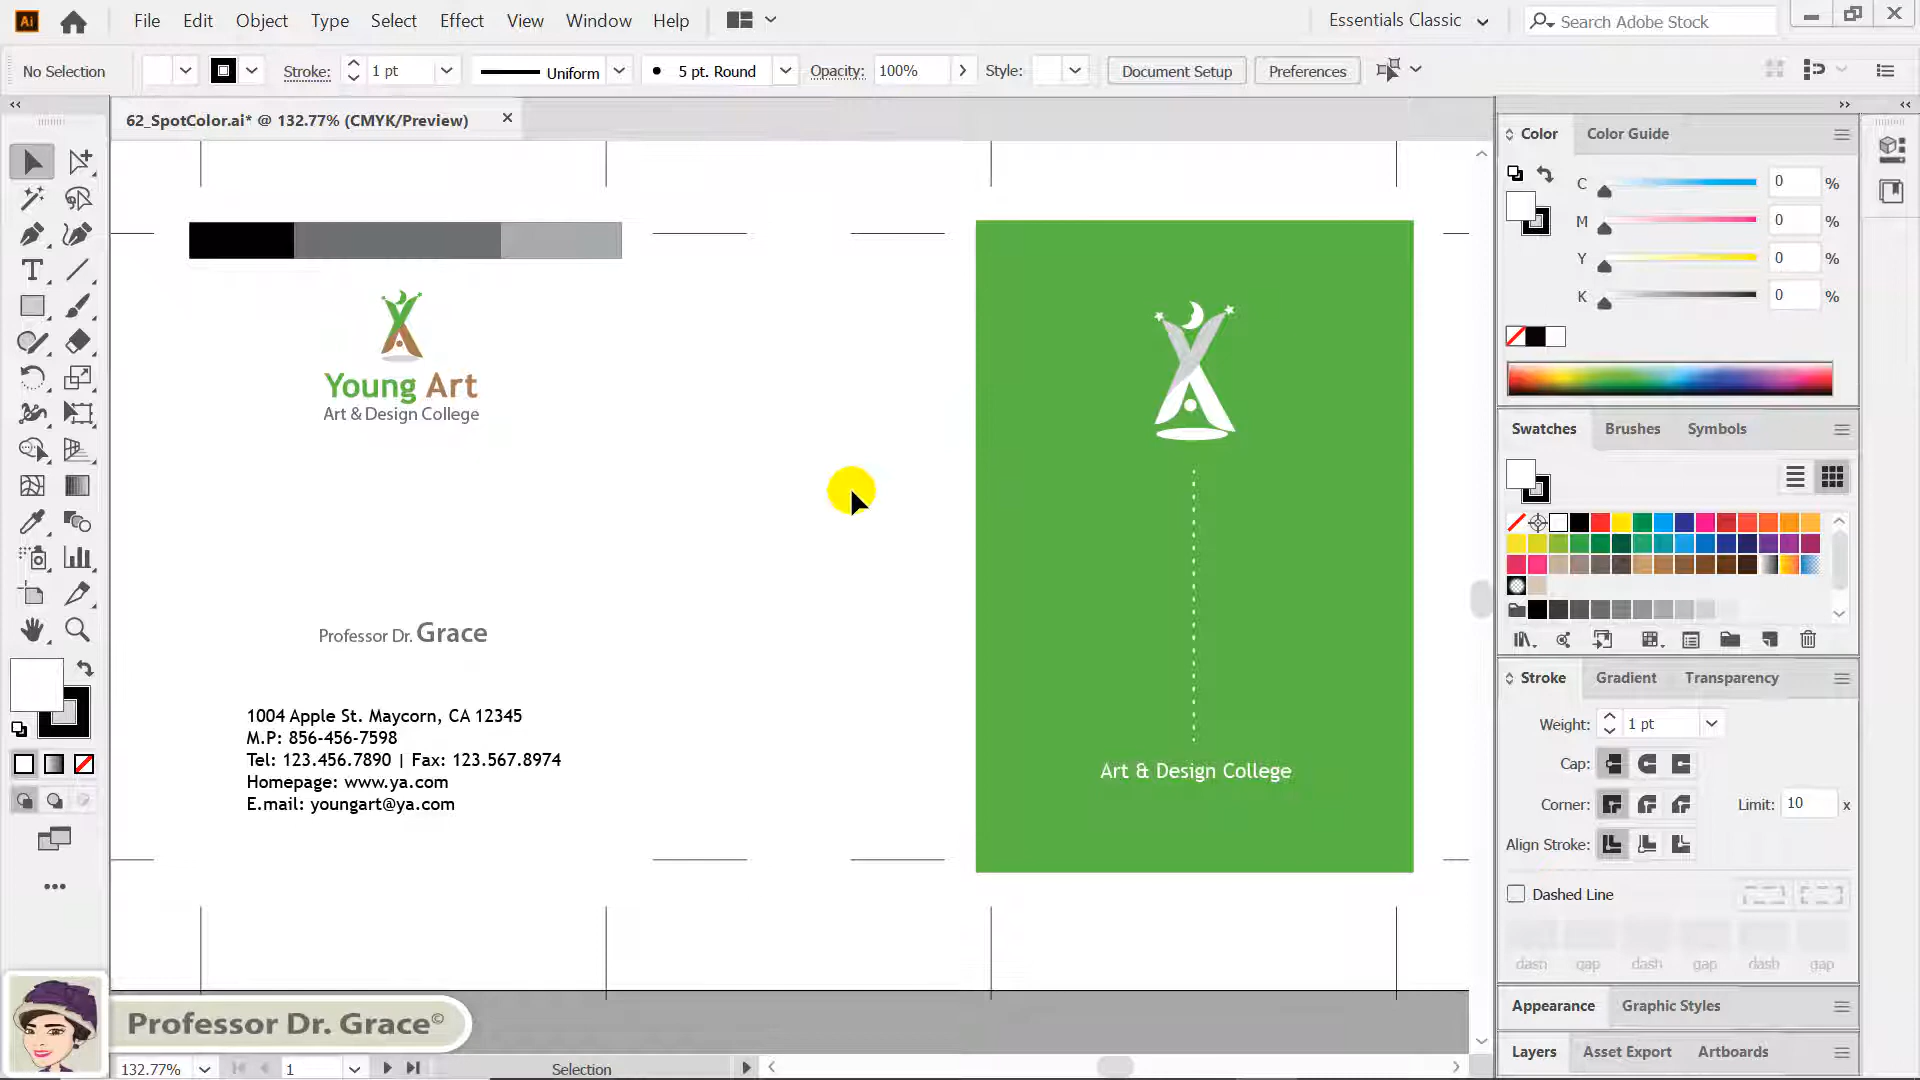 Ai File Edit Object Type Select Effect View Window Help Essentials Classic Search Adobe Stock
No Selection Stroke: 1 pt Uniform 5 pt. Round Opacity: 100% Style: Document Setup Preferences
62_SpotColor.ai* @ 132.77% (CMYK/Preview)
Color Color Guide
C 0 %
M 0 %
Y 0 %
K 0 %
Young Art
Art & Design College
Professor Dr. Grace
1004 Apple St. Maycorn, CA 12345
M.P: 856-456-7598
Tel: 123.456.7890 | Fax: 123.567.8974
Homepage: www.ya.com
E.mail: youngart@ya.com
Art & Design College
Swatches Brushes Symbols
Stroke Gradient Transparency
Weight: 1 pt
Cap:
Corner: Limit: 10 x
Align Stroke:
Dashed Line
dash gap dash gap dash gap
Appearance Graphic Styles
Layers Asset Export Artboards
Professor Dr. Grace©
132.77% 1 Selection